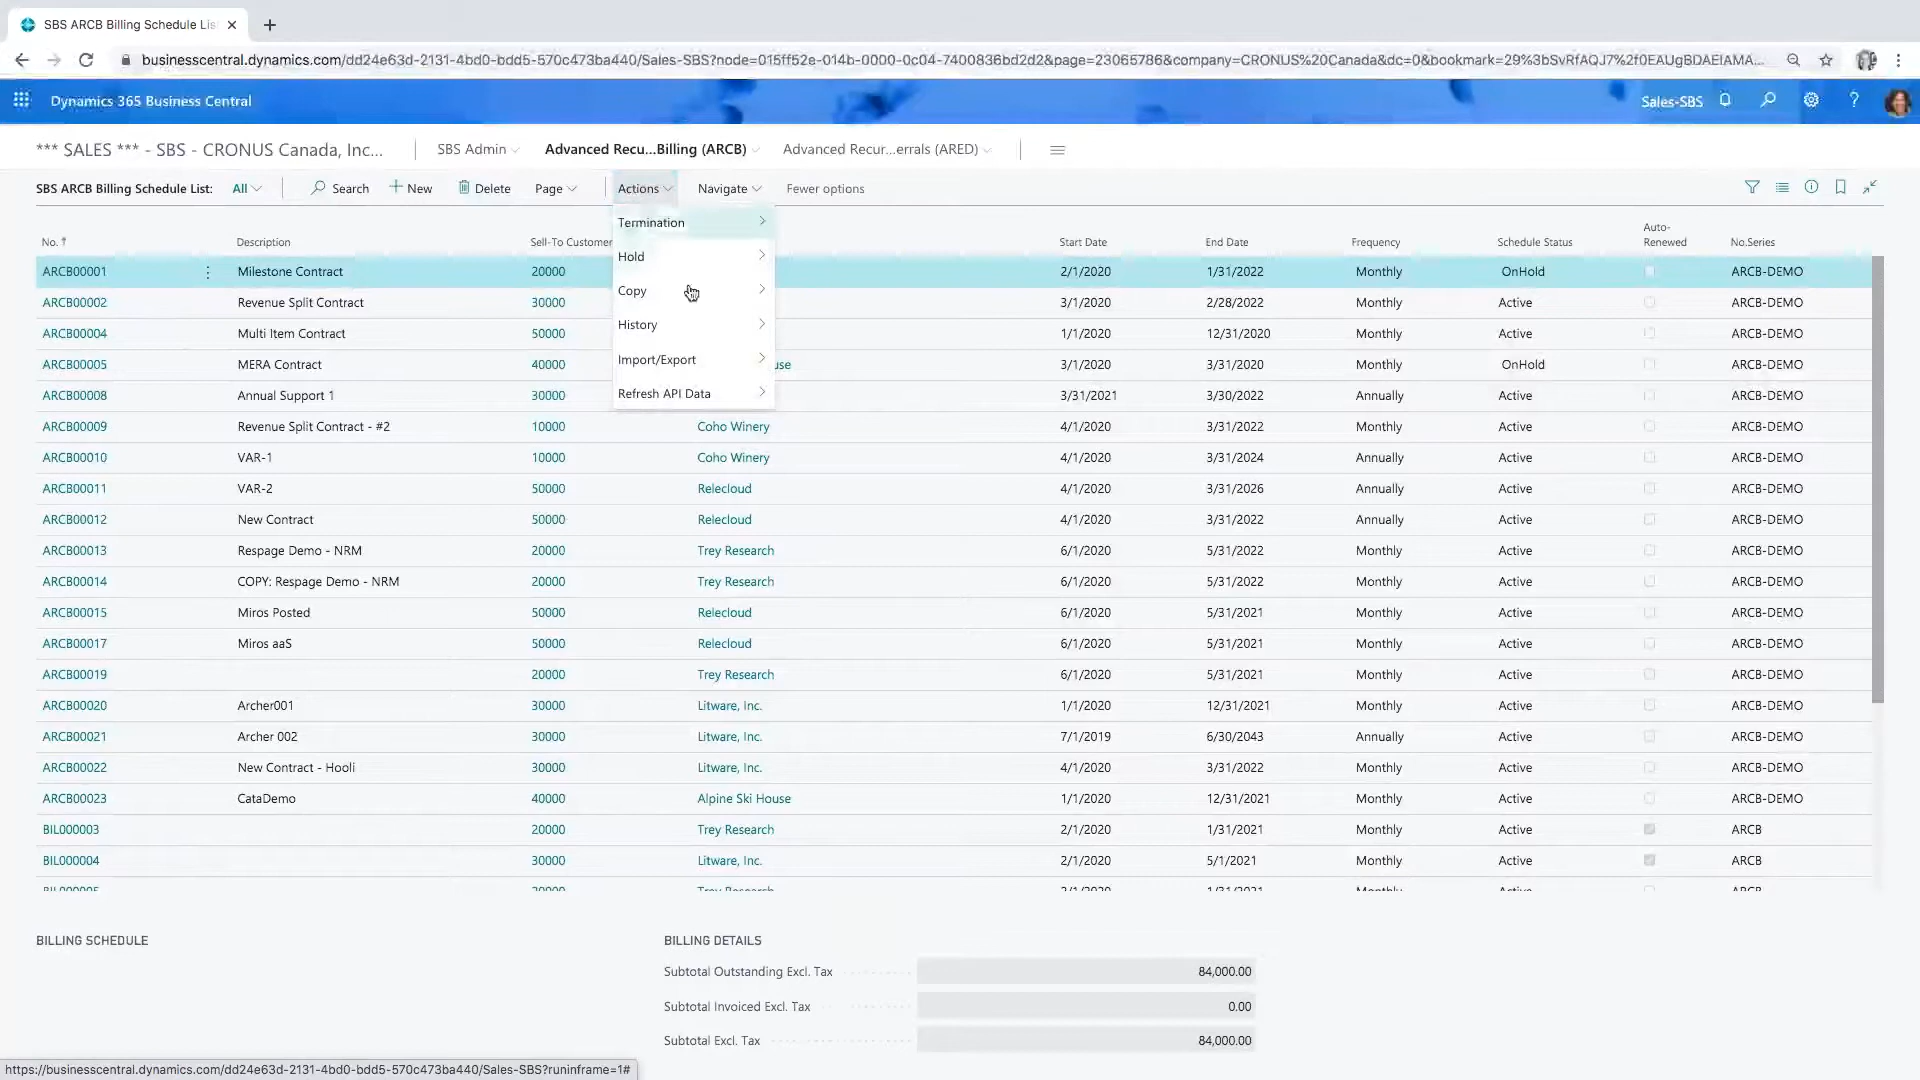 SBS ARCB Billing Schedule Lis
businesscentral.dynamics.com/dd24e63d-2131-4bd0-bdd5-570c473ba440/Sales-SBS?node=015ff52e-014b-0000-0c04-7400836bd2d2&page=23065786&company=CRONUS%20Canada&dc=0&bookmark=29%3bSvRfAQJ7%2f0EAUgBDAEIAMA...
Dynamics 365 Business Central Sales-SBS ?
*** SALES *** - SBS - CRONUS Canada, Inc... SBS Admin Advanced Recu...Billing (ARCB) Advanced Recur...errals (ARED)
SBS ARCB Billing Schedule List: All Search + New Delete Page Actions Navigate Fewer options
Termination
Hold
Copy
History
Import/Export
Refresh API Data
No. ↑ Description Sell-To Customer Start Date End Date Frequency Schedule Status Auto-Renewed No.Series
ARCB00001 Milestone Contract 20000 2/1/2020 1/31/2022 Monthly OnHold ARCB-DEMO
ARCB00002 Revenue Split Contract 30000 3/1/2020 2/28/2022 Monthly Active ARCB-DEMO
ARCB00004 Multi Item Contract 50000 1/1/2020 12/31/2020 Monthly Active ARCB-DEMO
ARCB00005 MERA Contract 40000 use 3/1/2020 3/31/2020 Monthly OnHold ARCB-DEMO
ARCB00008 Annual Support 1 30000 3/31/2021 3/30/2022 Annually Active ARCB-DEMO
ARCB00009 Revenue Split Contract - #2 10000 Coho Winery 4/1/2020 3/31/2022 Monthly Active ARCB-DEMO
ARCB00010 VAR-1 10000 Coho Winery 4/1/2020 3/31/2024 Annually Active ARCB-DEMO
ARCB00011 VAR-2 50000 Relecloud 4/1/2020 3/31/2026 Annually Active ARCB-DEMO
ARCB00012 New Contract 50000 Relecloud 4/1/2020 3/31/2022 Annually Active ARCB-DEMO
ARCB00013 Respage Demo - NRM 20000 Trey Research 6/1/2020 5/31/2022 Monthly Active ARCB-DEMO
ARCB00014 COPY: Respage Demo - NRM 20000 Trey Research 6/1/2020 5/31/2022 Monthly Active ARCB-DEMO
ARCB00015 Miros Posted 50000 Relecloud 6/1/2020 5/31/2021 Monthly Active ARCB-DEMO
ARCB00017 Miros aaS 50000 Relecloud 6/1/2020 5/31/2021 Monthly Active ARCB-DEMO
ARCB00019 20000 Trey Research 6/1/2020 5/31/2021 Monthly Active ARCB-DEMO
ARCB00020 Archer001 30000 Litware, Inc. 1/1/2020 12/31/2021 Monthly Active ARCB-DEMO
ARCB00021 Archer 002 30000 Litware, Inc. 7/1/2019 6/30/2043 Annually Active ARCB-DEMO
ARCB00022 New Contract - Hooli 30000 Litware, Inc. 4/1/2020 3/31/2022 Monthly Active ARCB-DEMO
ARCB00023 CataDemo 40000 Alpine Ski House 1/1/2020 12/31/2021 Monthly Active ARCB-DEMO
BIL000003 20000 Trey Research 2/1/2020 1/31/2021 Monthly Active ARCB
BIL000004 30000 Litware, Inc. 2/1/2020 5/1/2021 Monthly Active ARCB
BILLING SCHEDULE BILLING DETAILS
Subtotal Outstanding Excl. Tax 84,000.00
Subtotal Invoiced Excl. Tax 0.00
Subtotal Excl. Tax 84,000.00
https://businesscentral.dynamics.com/dd24e63d-2131-4bd0-bdd5-570c473ba440/Sales-SBS?runinframe=1#